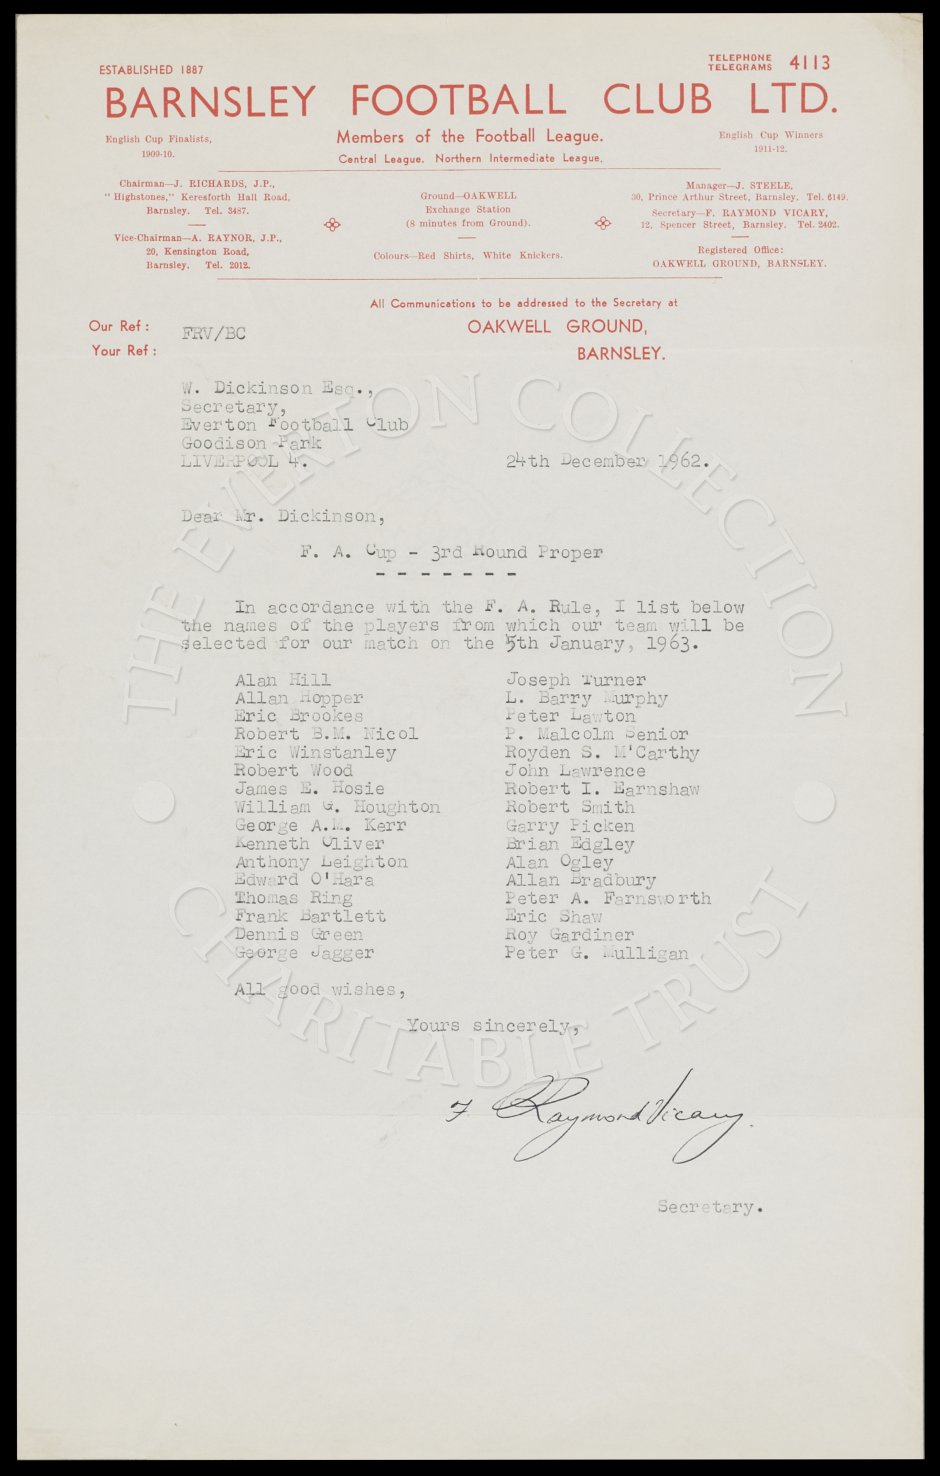 ESTABLISHED 1887
TELEPHONE
TELEGRAMS 4113
BARNSLEY FOOTBALL CLUB LTD.
English Cup Finalists,
1909-10.
Members of the Football League.
Central League. Northern Intermediate League,
English Cup Winners
1911-12.
Chairman—J. RICHARDS, J.P.,
"Highstones," Keresforth Hall Road,
Barnsley. Tel. 3487.
Vice-Chairman—A. RAYNOR, J.P.,
20, Kensington Road,
Barnsley. Tel. 2012.
Ground—OAKWELL
Exchange Station
(8 minutes from Ground).
Colours—Red Shirts, White Knickers.
Manager—J. STEELE,
30, Prince Arthur Street, Barnsley. Tel. 6149.
Secretary—F. RAYMOND VICARY,
12, Spencer Street, Barnsley. Tel. 2402.
Registered Office:
OAKWELL GROUND, BARNSLEY.
All Communications to be addressed to the Secretary at
OAKWELL GROUND,
BARNSLEY.
Our Ref: FRV/BC
Your Ref:
W. Dickinson Esq.,
Secretary,
Everton Football Club
Goodison Park
LIVERPOOL 4.
24th December 1962.
Dear Mr. Dickinson,
F. A. Cup - 3rd Round Proper
- - - - - - -
In accordance with the F. A. Rule, I list below
the names of the players from which our team will be
selected for our match on the 5th January, 1963.
Alan Hill
Allan Hopper
Eric Brookes
Robert B.M. Nicol
Eric Winstanley
Robert Wood
James E. Hosie
William G. Houghton
George A.M. Kerr
Kenneth Oliver
Anthony Leighton
Edward O'Hara
Thomas Ring
Frank Bartlett
Dennis Green
George Jagger
Joseph Turner
L. Barry Murphy
Peter Lawton
P. Malcolm Senior
Royden S. M'Carthy
John Lawrence
Robert I. Earnshaw
Robert Smith
Garry Picken
Brian Edgley
Alan Ogley
Allan Bradbury
Peter A. Farnsworth
Eric Shaw
Roy Gardiner
Peter G. Mulligan
All good wishes,
Yours sincerely,
F Raymond Vicary.
Secretary.
THE EVERTON COLLECTION
CHARITABLE TRUST